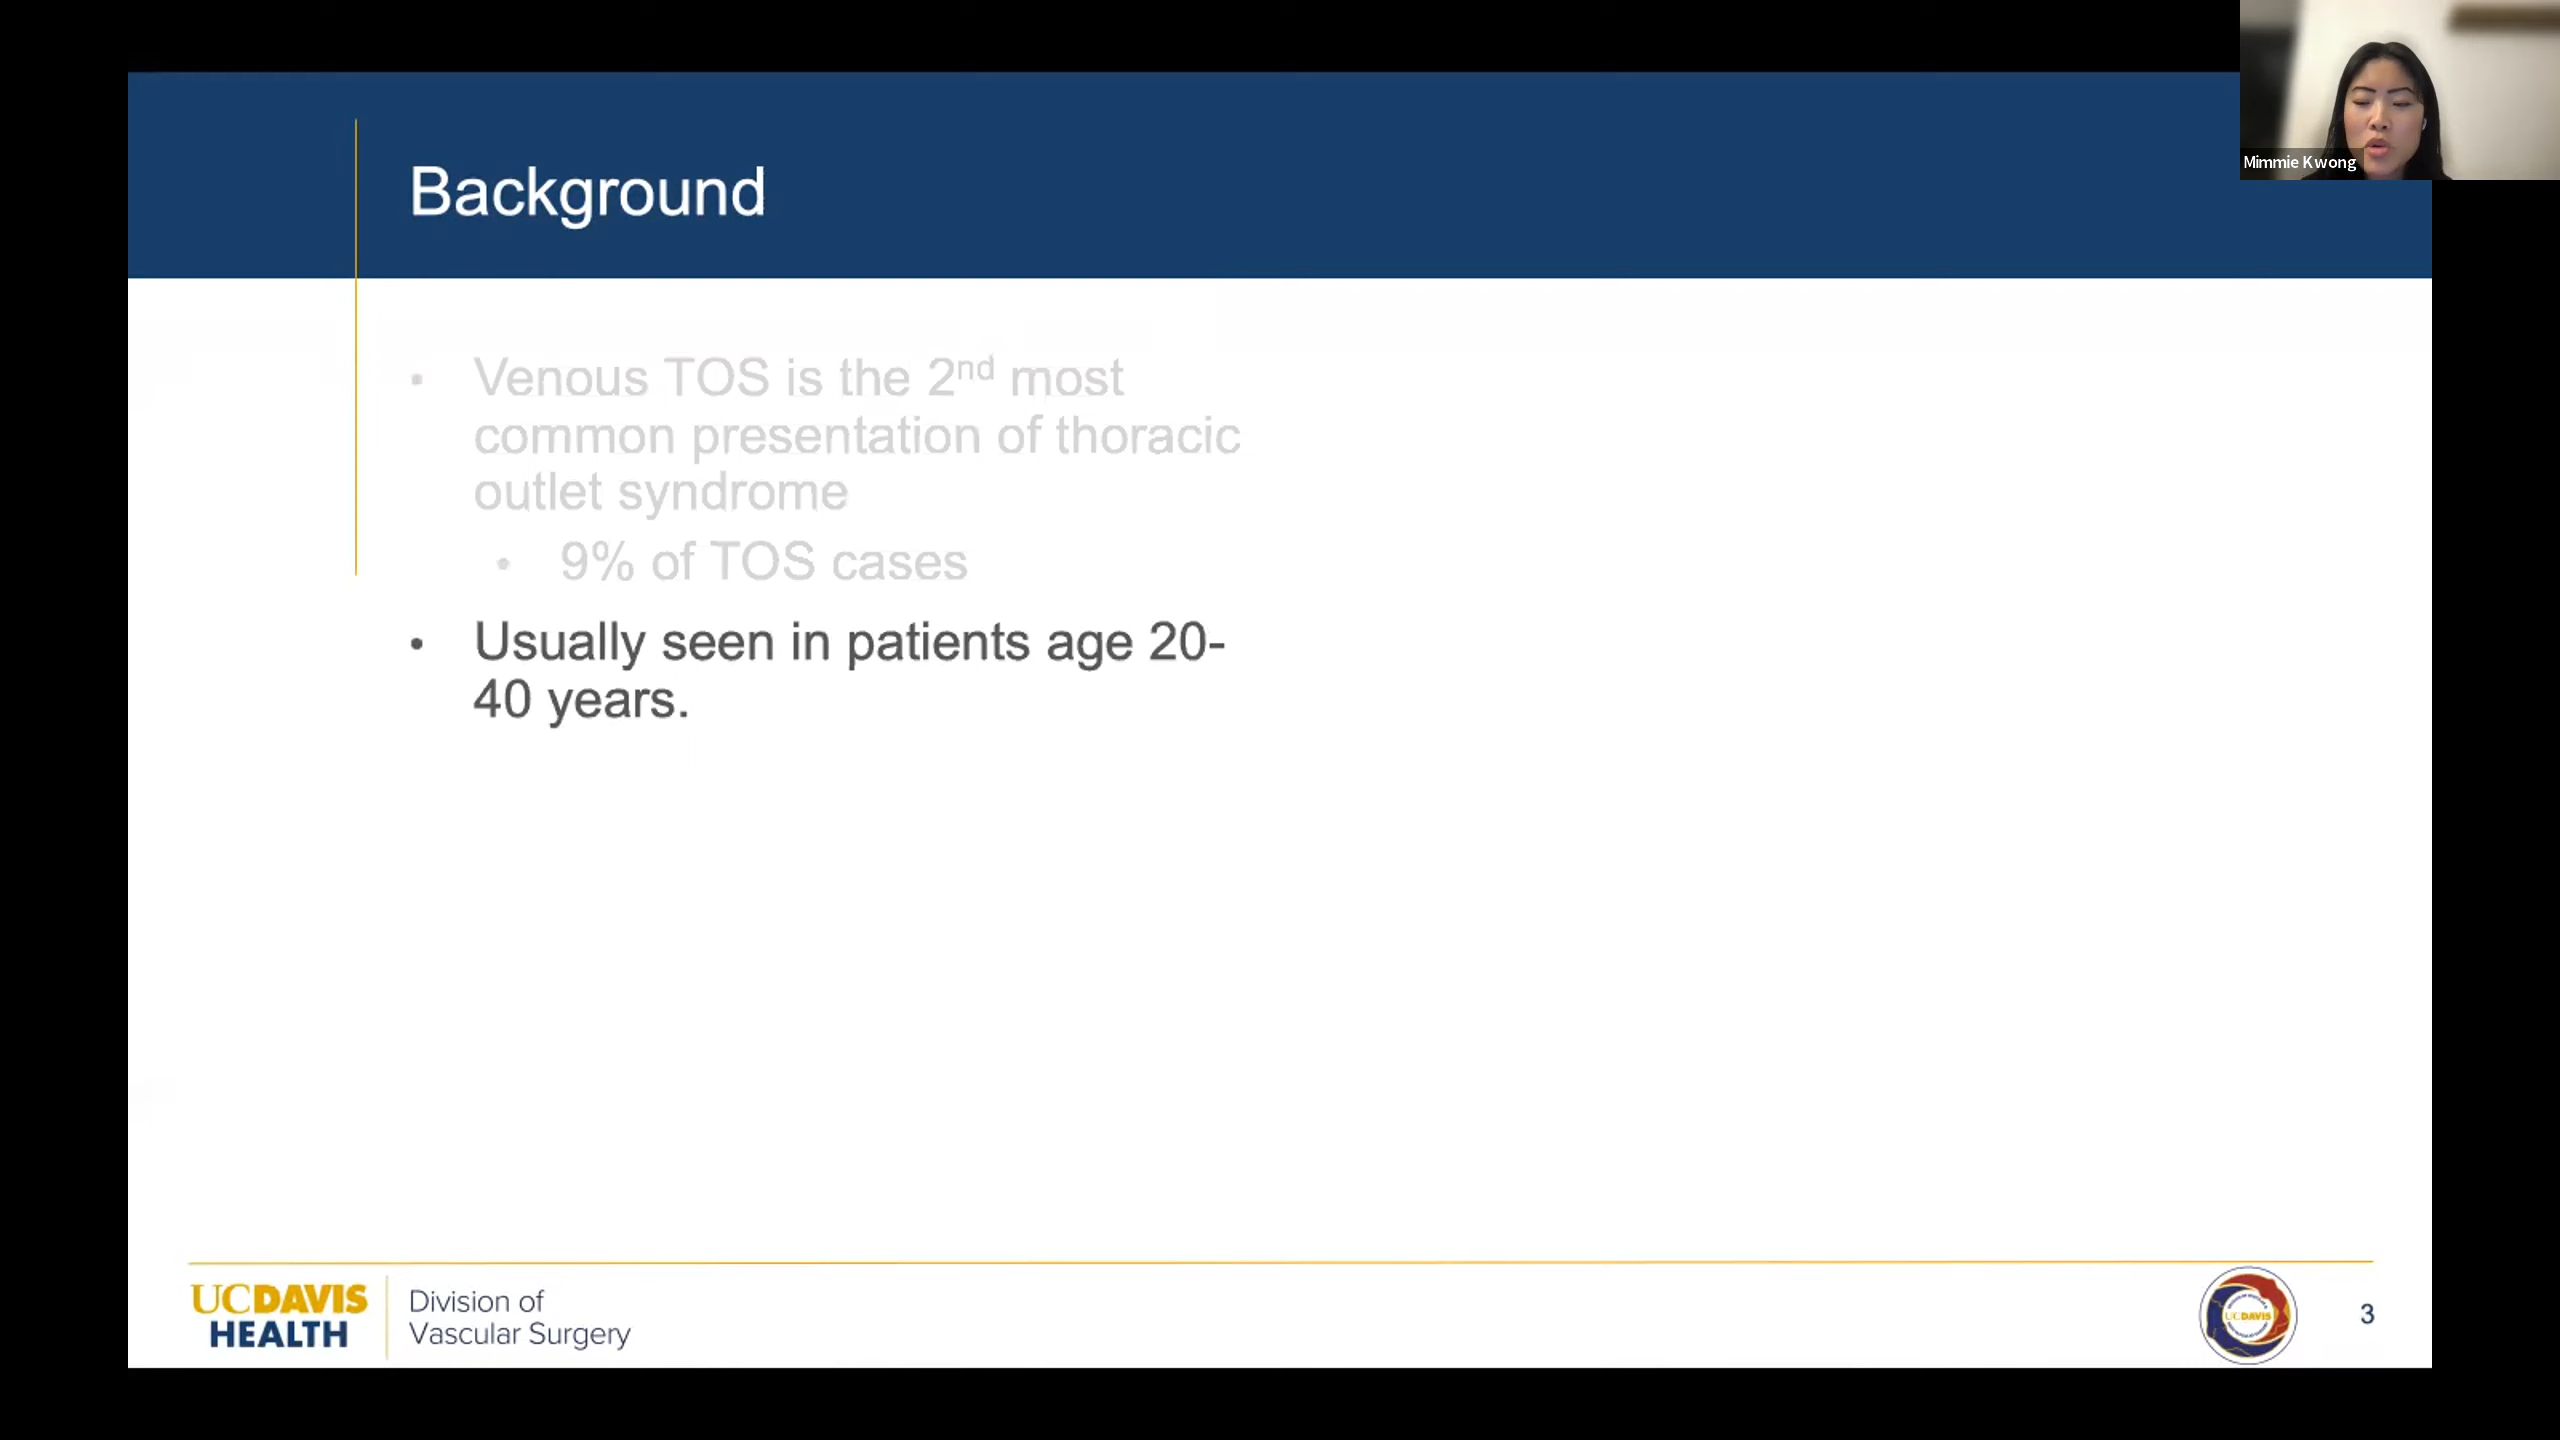 Mimmie Kwong
Background
• Venous TOS is the 2nd most
common presentation of thoracic
outlet syndrome
• 9% of TOS cases
• Usually seen in patients age 20-
40 years.
UCDAVIS
HEALTH
Division of
Vascular Surgery
UCDAVIS
3